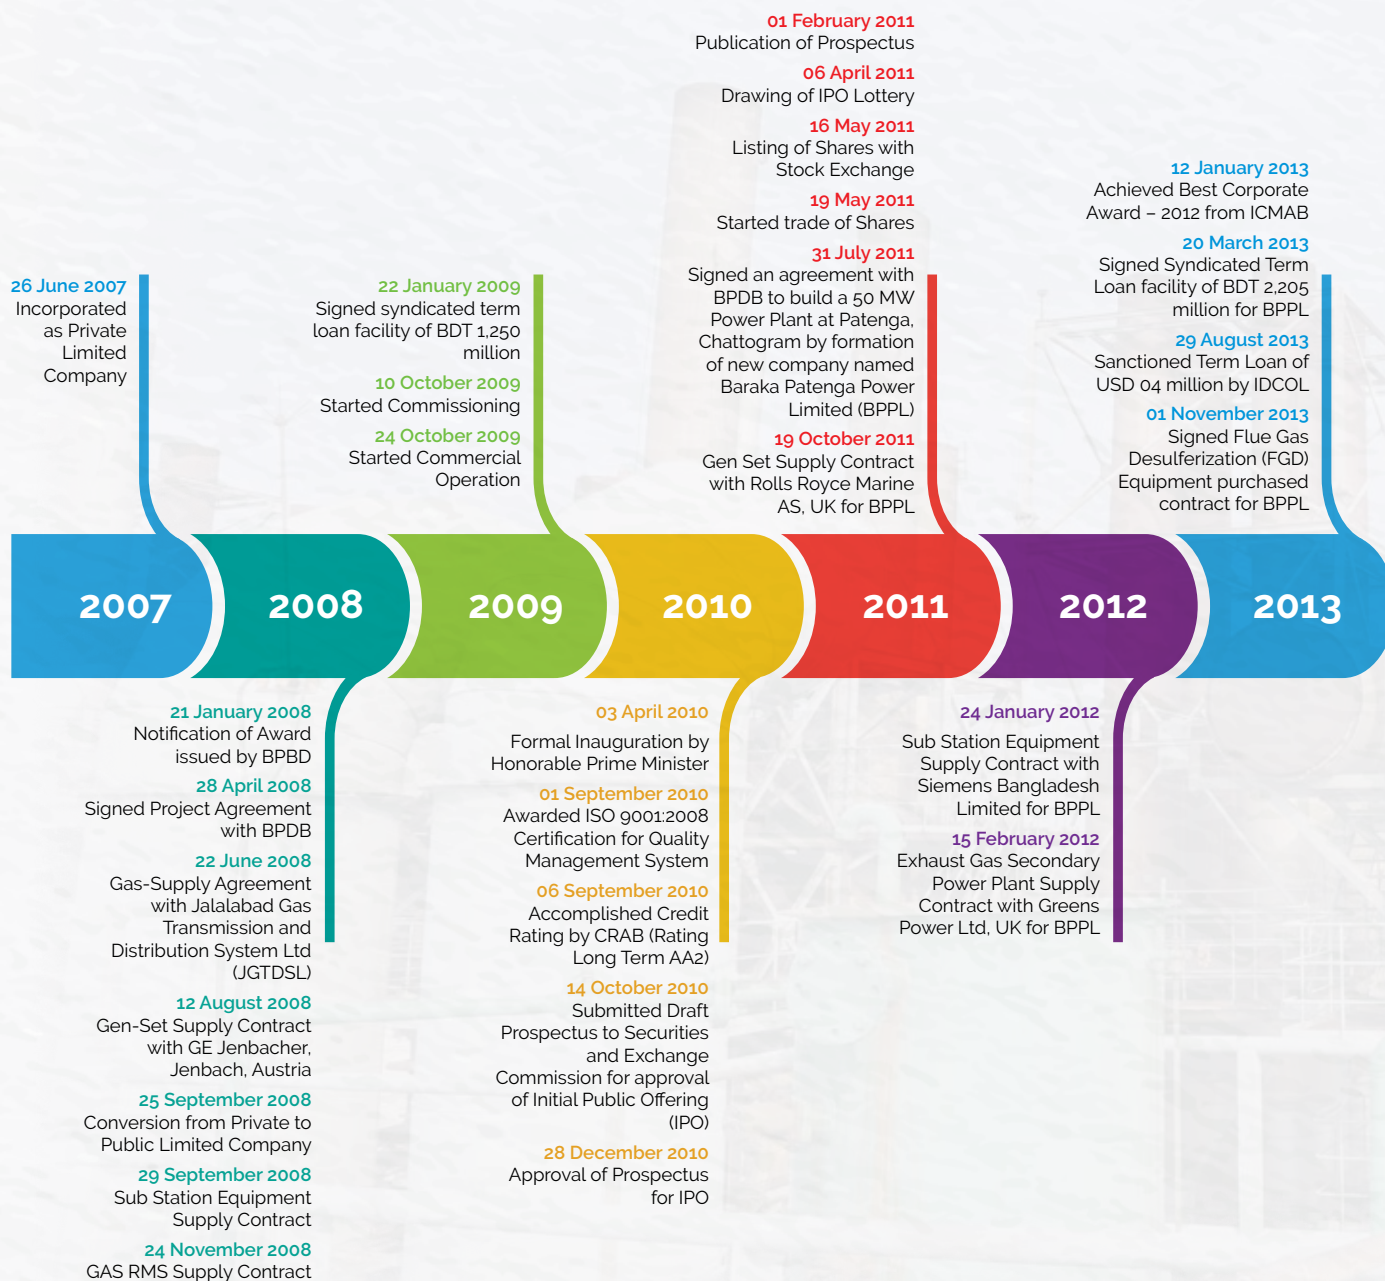 26 June 2007
Incorporated
as Private
Limited
Company
2007
21 January 2008
Notification of Award
issued by BPBD
28 April 2008
Signed Project Agreement
with BPDB
22 June 2008
Gas-Supply Agreement
with Jalalabad Gas
Transmission and
Distribution System Ltd
(JGTDSL)
12 August 2008
Gen-Set Supply Contract
with GE Jenbacher,
Jenbach, Austria
25 September 2008
Conversion from Private to
Public Limited Company
29 September 2008
Sub Station Equipment
Supply Contract
24 November 2008
GAS RMS Supply Contract
2008
22 January 2009
Signed syndicated term
loan facility of BDT 1,250
million
10 October 2009
Started Commissioning
24 October 2009
Started Commercial
Operation
2009
03 April 2010
Formal Inauguration by
Honorable Prime Minister
01 September 2010
Awarded ISO 9001:2008
Certification for Quality
Management System
06 September 2010
Accomplished Credit
Rating by CRAB (Rating
Long Term AA2)
14 October 2010
Submitted Draft
Prospectus to Securities
and Exchange
Commission for approval
of Initial Public Offering
(IPO)
28 December 2010
Approval of Prospectus
for IPO
2010
01 February 2011
Publication of Prospectus
06 April 2011
Drawing of IPO Lottery
16 May 2011
Listing of Shares with
Stock Exchange
19 May 2011
Started trade of Shares
31 July 2011
Signed an agreement with
BPDB to build a 50 MW
Power Plant at Patenga,
Chattogram by formation
of new company named
Baraka Patenga Power
Limited (BPPL)
19 October 2011
Gen Set Supply Contract
with Rolls Royce Marine
AS, UK for BPPL
2011
24 January 2012
Sub Station Equipment
Supply Contract with
Siemens Bangladesh
Limited for BPPL
15 February 2012
Exhaust Gas Secondary
Power Plant Supply
Contract with Greens
Power Ltd, UK for BPPL
2012
12 January 2013
Achieved Best Corporate
Award – 2012 from ICMAB
20 March 2013
Signed Syndicated Term
Loan facility of BDT 2,205
million for BPPL
29 August 2013
Sanctioned Term Loan of
USD 04 million by IDCOL
01 November 2013
Signed Flue Gas
Desulferization (FGD)
Equipment purchased
contract for BPPL
2013